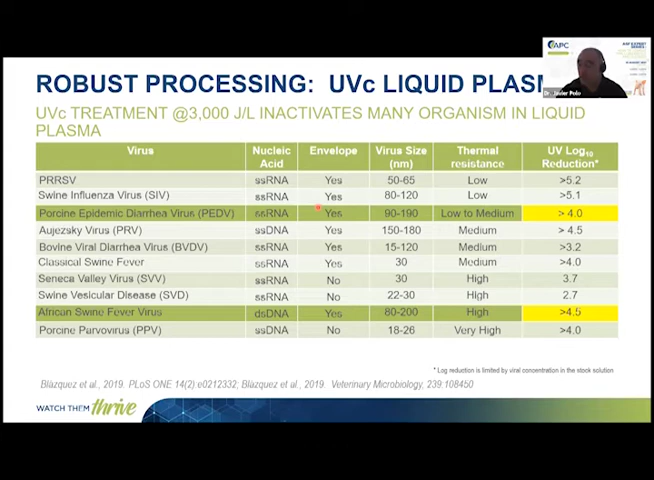 APC
Dr. Javier Polo
ROBUST PROCESSING: UVc LIQUID PLASM
UVc TREATMENT @3,000 J/L INACTIVATES MANY ORGANISM IN LIQUID
PLASMA
Virus Nucleic Acid Envelope Virus Size (nm) Thermal resistance UV Log10 Reduction*
PRRSV ssRNA Yes 50-65 Low >5.2
Swine Influenza Virus (SIV) ssRNA Yes 80-120 Low >5.1
Porcine Epidemic Diarrhea Virus (PEDV) ssRNA Yes 90-190 Low to Medium > 4.0
Aujezsky Virus (PRV) ssDNA Yes 150-180 Medium > 4.5
Bovine Viral Diarrhea Virus (BVDV) ssRNA Yes 15-120 Medium >3.2
Classical Swine Fever ssRNA Yes 30 Medium >4.0
Seneca Valley Virus (SVV) ssRNA No 30 High 3.7
Swine Vesicular Disease (SVD) ssRNA No 22-30 High 2.7
African Swine Fever Virus dsDNA Yes 80-200 High >4.5
Porcine Parvovirus (PPV) ssDNA No 18-26 Very High >4.0
* Log reduction is limited by viral concentration in the stock solution
Blázquez et al., 2019. PLoS ONE 14(2):e0212332; Blázquez et al., 2019. Veterinary Microbiology, 239:108450
WATCH THEM thrive